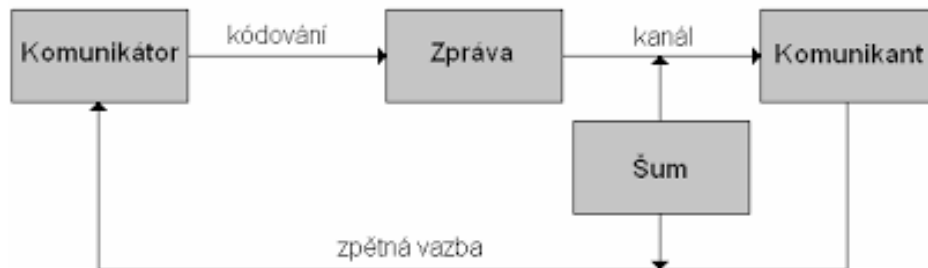 Komunikátor
kódování
Zpráva
kanál
Komunikant
Šum
zpětná vazba